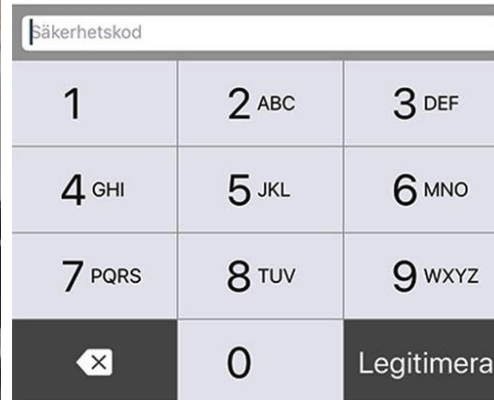 Säkerhetskod
1 2 ABC 3 DEF
4 GHI 5 JKL 6 MNO
7 PQRS 8 TUV 9 WXYZ
0 Legitimera